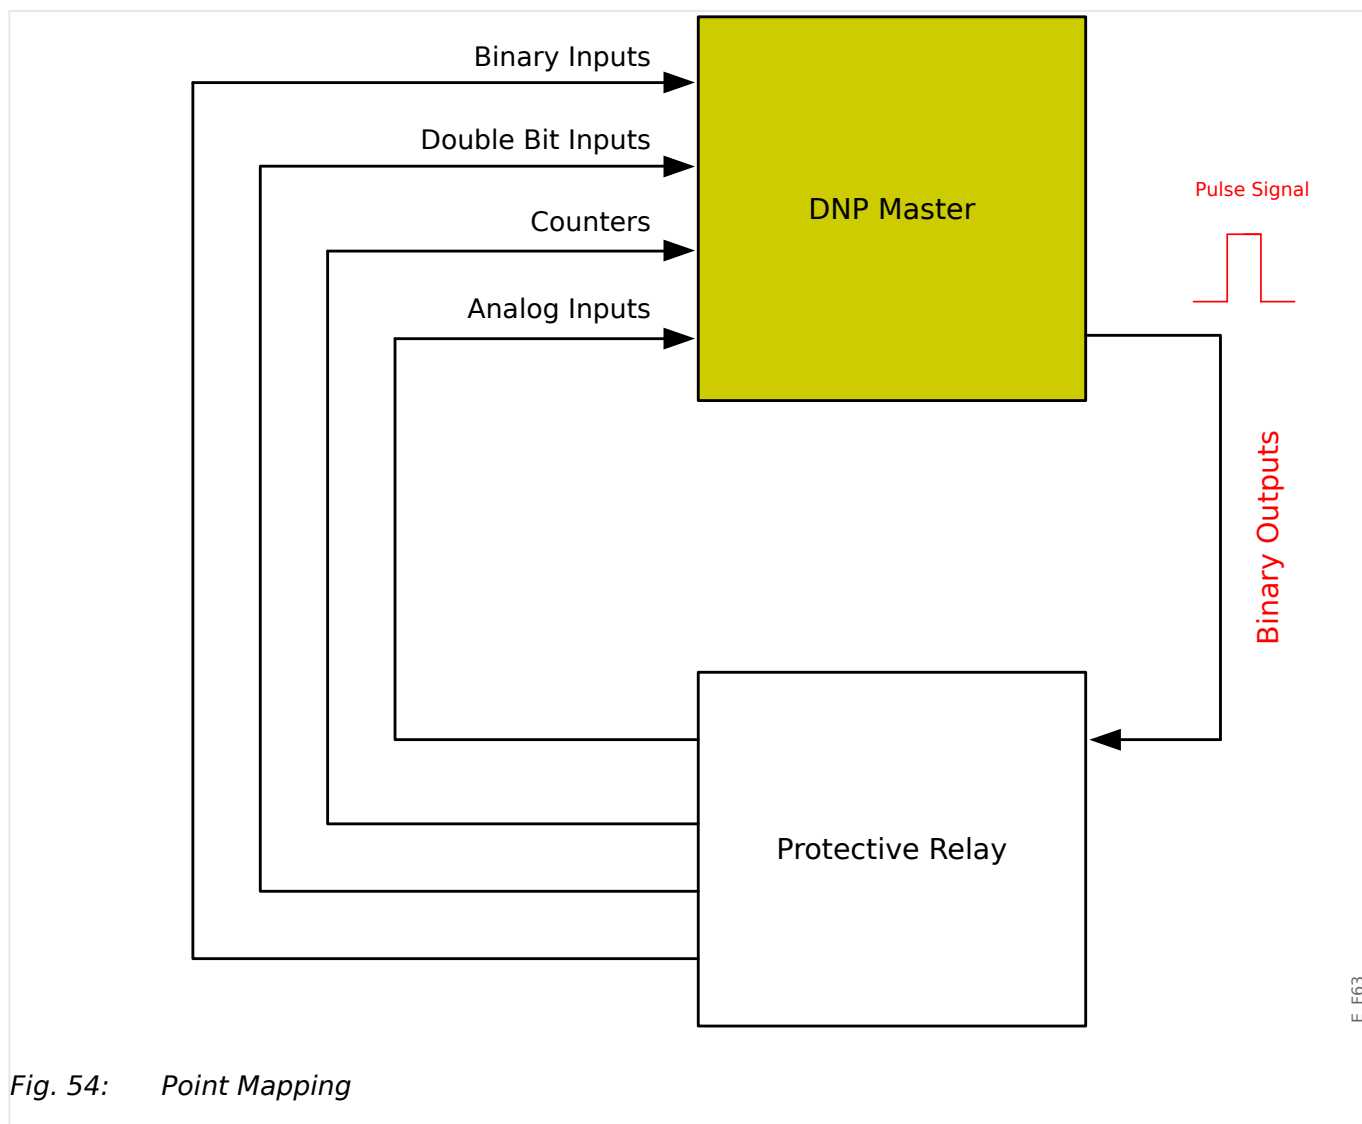 Binary Inputs
Double Bit Inputs
Counters
Analog Inputs
DNP Master
Pulse Signal
Binary Outputs
Protective Relay
Fig. 54: Point Mapping